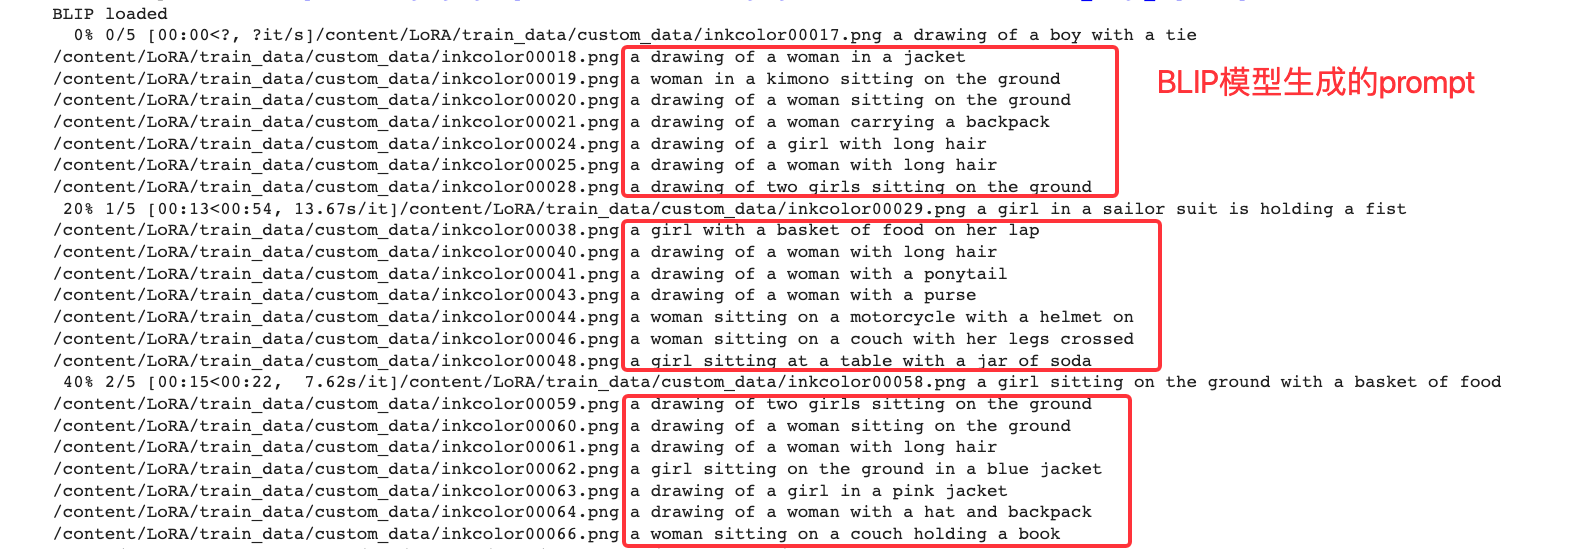 BLIP loaded
0% 0/5 [00:00<?, ?it/s]/content/LoRA/train_data/custom_data/inkcolor00017.png a drawing of a boy with a tie
/content/LoRA/train_data/custom_data/inkcolor00018.png a drawing of a woman in a jacket
/content/LoRA/train_data/custom_data/inkcolor00019.png a woman in a kimono sitting on the ground
BLIP模型生成的prompt
/content/LoRA/train_data/custom_data/inkcolor00020.png a drawing of a woman sitting on the ground
/content/LoRA/train_data/custom_data/inkcolor00021.png a drawing of a woman carrying a backpack
/content/LoRA/train_data/custom_data/inkcolor00024.png a drawing of a girl with long hair
/content/LoRA/train_data/custom_data/inkcolor00025.png a drawing of a woman with long hair
/content/LoRA/train_data/custom_data/inkcolor00028.png a drawing of two girls sitting on the ground
20% 1/5 [00:13<00:54, 13.67s/it]/content/LoRA/train_data/custom_data/inkcolor00029.png a girl in a sailor suit is holding a fist
/content/LoRA/train_data/custom_data/inkcolor00038.png a girl with a basket of food on her lap
/content/LoRA/train_data/custom_data/inkcolor00040.png a drawing of a woman with long hair
/content/LoRA/train_data/custom_data/inkcolor00041.png a drawing of a woman with a ponytail
/content/LoRA/train_data/custom_data/inkcolor00043.png a drawing of a woman with a purse
/content/LoRA/train_data/custom_data/inkcolor00044.png a woman sitting on a motorcycle with a helmet on
/content/LoRA/train_data/custom_data/inkcolor00046.png a woman sitting on a couch with her legs crossed
/content/LoRA/train_data/custom_data/inkcolor00048.png a girl sitting at a table with a jar of soda
40% 2/5 [00:15<00:22, 7.62s/it]/content/LoRA/train_data/custom_data/inkcolor00058.png a girl sitting on the ground with a basket of food
/content/LoRA/train_data/custom_data/inkcolor00059.png a drawing of two girls sitting on the ground
/content/LoRA/train_data/custom_data/inkcolor00060.png a drawing of a woman sitting on the ground
/content/LoRA/train_data/custom_data/inkcolor00061.png a drawing of a woman with long hair
/content/LoRA/train_data/custom_data/inkcolor00062.png a girl sitting on the ground in a blue jacket
/content/LoRA/train_data/custom_data/inkcolor00063.png a drawing of a girl in a pink jacket
/content/LoRA/train_data/custom_data/inkcolor00064.png a drawing of a woman with a hat and backpack
/content/LoRA/train_data/custom_data/inkcolor00066.png a woman sitting on a couch holding a book